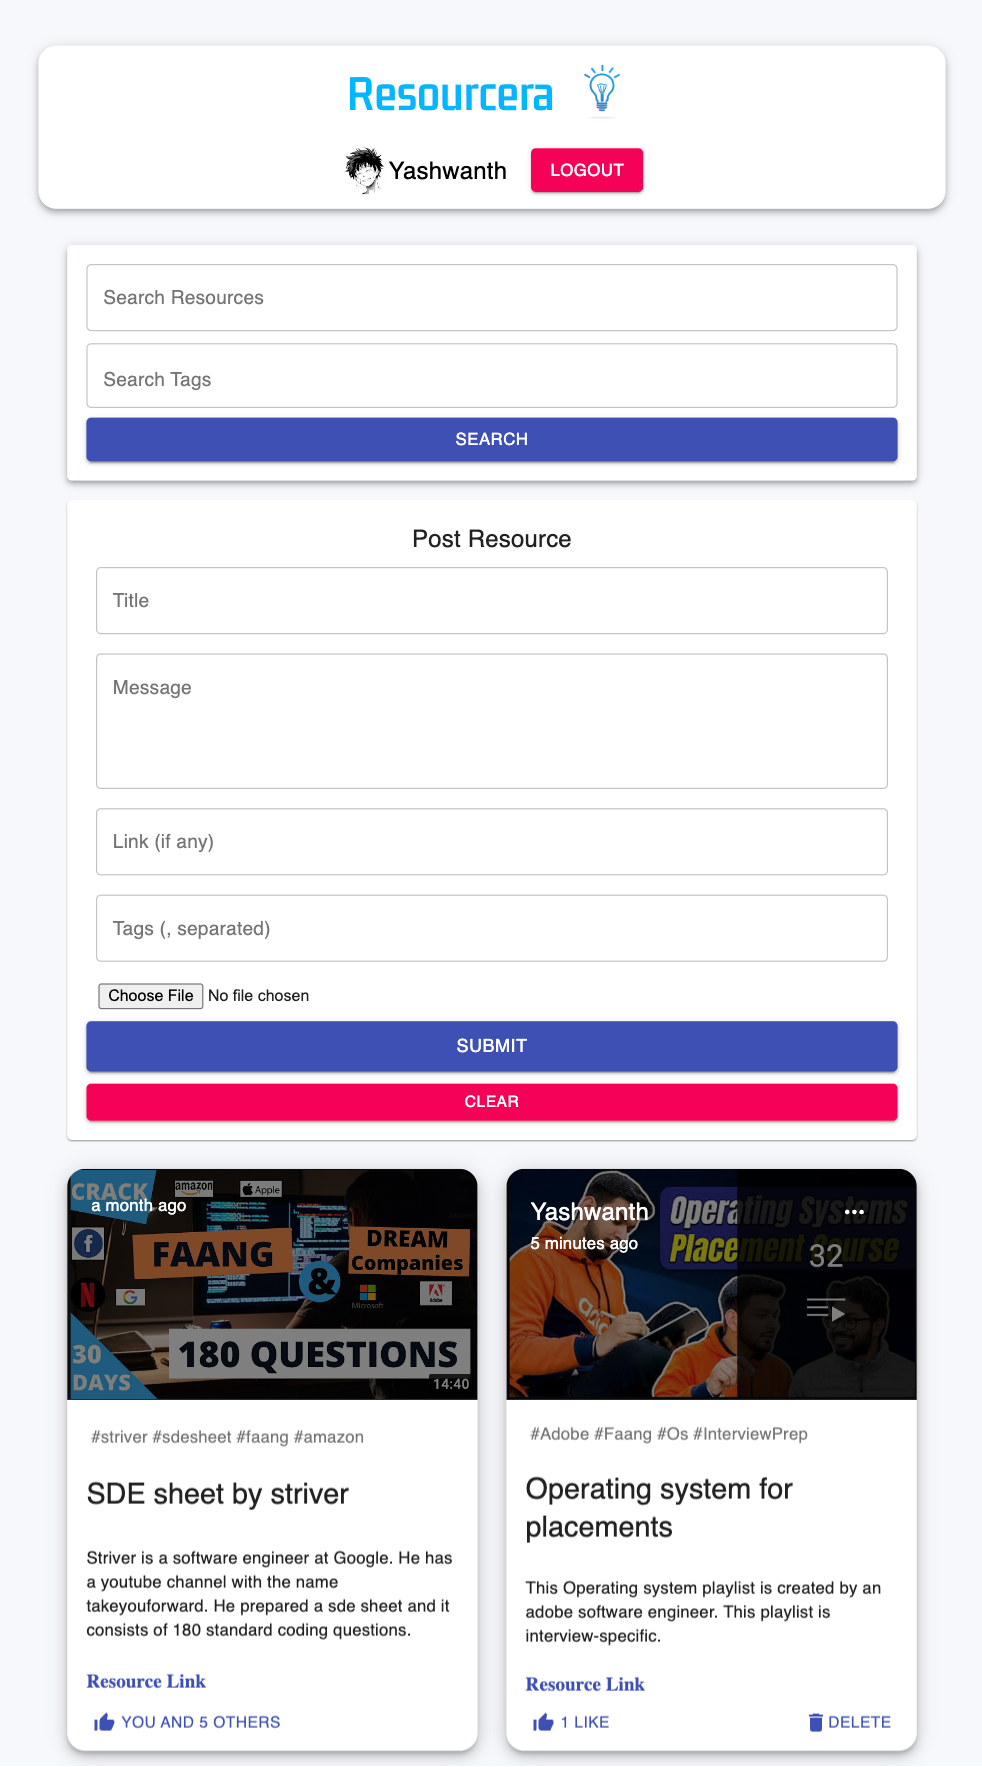 Resourcera
Yashwanth
LOGOUT
Search Resources
Search Tags
SEARCH
Post Resource
Title
Message
Link (if any)
Tags (, separated)
Choose File No file chosen
SUBMIT
CLEAR
CRACK
amazon
Apple
a month ago
f
FAANG
DREAM
Companies
&
N
G
Microsoft
Adobe
30
DAYS
180 QUESTIONS
14:40
#striver #sdesheet #faang #amazon
SDE sheet by striver
Striver is a software engineer at Google. He has
a youtube channel with the name
takeyouforward. He prepared a sde sheet and it
consists of 180 standard coding questions.
Resource Link
YOU AND 5 OTHERS
Yashwanth
5 minutes ago
Operating Systems
Placement Course
32
adidas
#Adobe #Faang #Os #InterviewPrep
Operating system for
placements
This Operating system playlist is created by an
adobe software engineer. This playlist is
interview-specific.
Resource Link
1 LIKE
DELETE